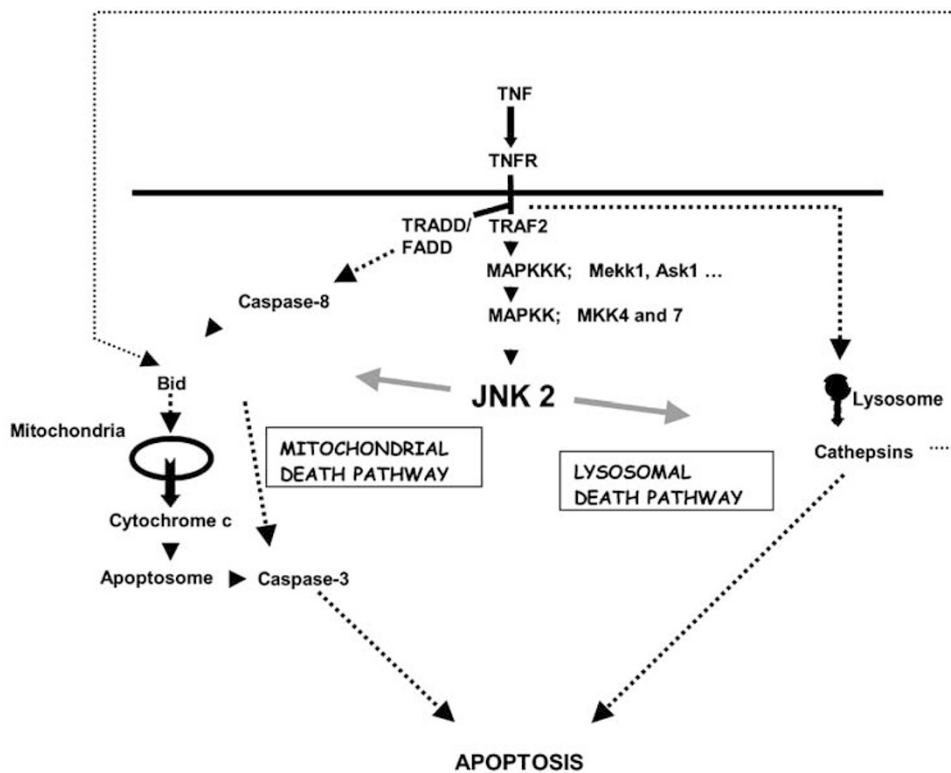 TNF
TNFR
TRADD/ TRAF2
FADD
MAPKKK; Mekk1, Ask1 ...
Caspase-8
MAPKK; MKK4 and 7
Bid
JNK 2
Lysosome
Mitochondria
MITOCHONDRIAL
DEATH PATHWAY
Cathepsins
LYSOSOMAL
DEATH PATHWAY
Cytochrome c
Apoptosome
Caspase-3
APOPTOSIS